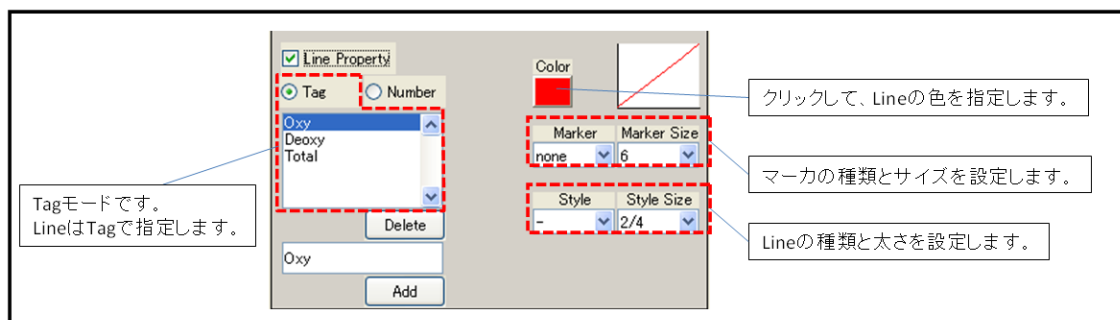 Line Property
Tag
Number
Oxy
Deoxy
Total
Delete
Oxy
Add
Color
Marker
Marker Size
none
6
Style
Style Size
-
2/4
Tagモードです。
LineはTagで指定します。
クリックして、Lineの色を指定します。
マーカの種類とサイズを設定します。
Lineの種類と太さを設定します。